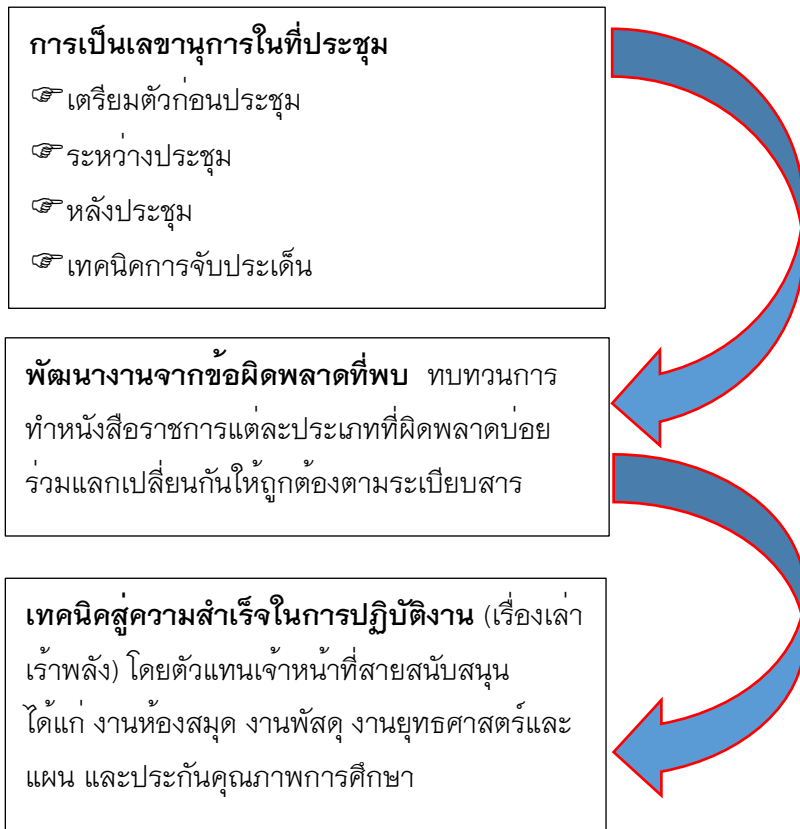 การเป็นเลขานุการในที่ประชุม
☞ เตรียมตัวก่อนประชุม
☞ ระหว่างประชุม
☞ หลังประชุม
☞ เทคนิคการจับประเด็น
พัฒนางานจากข้อผิดพลาดที่พบ ทบทวนการ
ทำหนังสือราชการแต่ละประเภทที่ผิดพลาดบ่อย
ร่วมแลกเปลี่ยนกันให้ถูกต้องตามระเบียบสาร
เทคนิคสู่ความสำเร็จในการปฏิบัติงาน (เรื่องเล่า
เร้าพลัง) โดยตัวแทนเจ้าหน้าที่สายสนับสนุน
ได้แก่ งานห้องสมุด งานพัสดุ งานยุทธศาสตร์และ
แผน และประกันคุณภาพการศึกษา